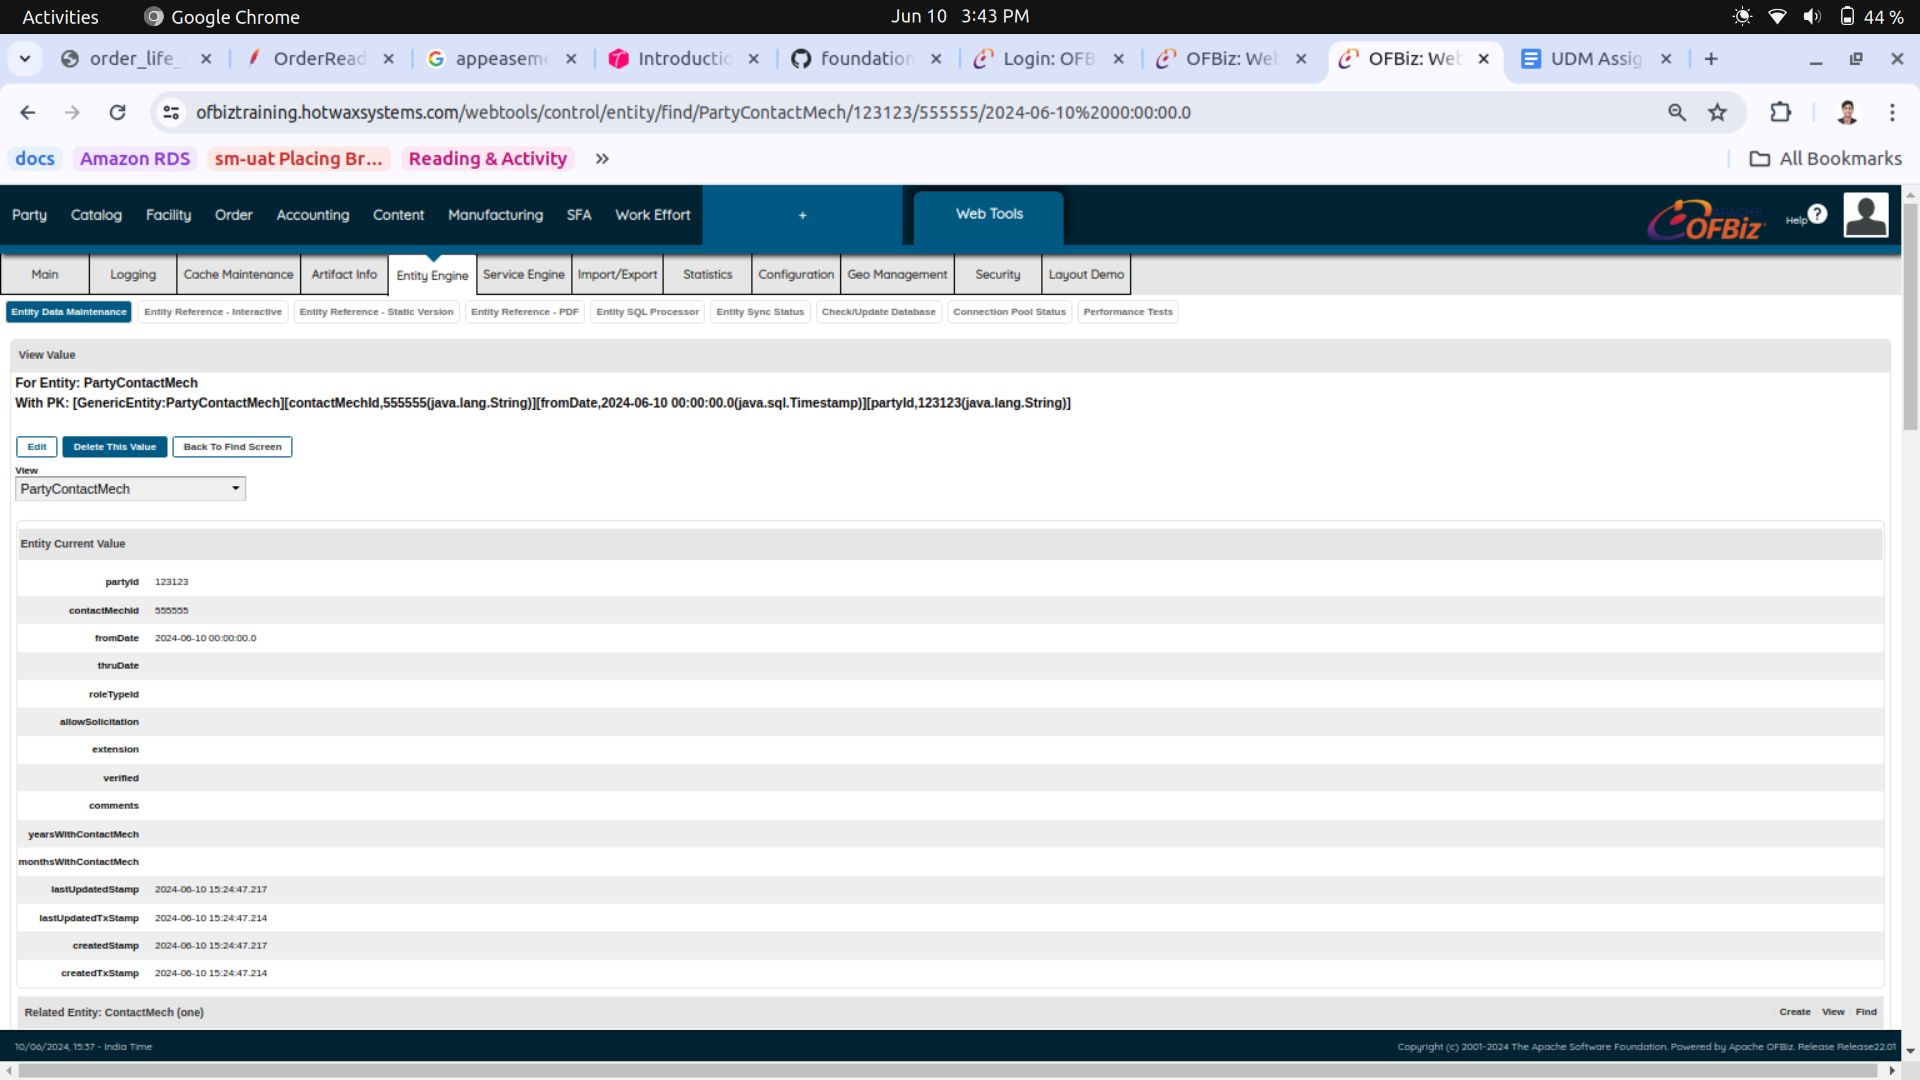 Activities Google Chrome Jun 10 3:43 PM 44 %
order_life_ OrderRead appeaseme Introductio foundation Login: OFB OFBiz: Web OFBiz: Web UDM Assig
ofbiztraining.hotwaxsystems.com/webtools/control/entity/find/PartyContactMech/123123/555555/2024-06-10%2000:00:00.0
docs Amazon RDS sm-uat Placing Br... Reading & Activity » All Bookmarks
Party Catalog Facility Order Accounting Content Manufacturing SFA Work Effort + Web Tools APACHE OFBiz Help ?
Main Logging Cache Maintenance Artifact Info Entity Engine Service Engine Import/Export Statistics Configuration Geo Management Security Layout Demo
Entity Data Maintenance Entity Reference - Interactive Entity Reference - Static Version Entity Reference - PDF Entity SQL Processor Entity Sync Status Check/Update Database Connection Pool Status Performance Tests
View Value
For Entity: PartyContactMech
With PK: [GenericEntity:PartyContactMech][contactMechId,555555(java.lang.String)][fromDate,2024-06-10 00:00:00.0(java.sql.Timestamp)][partyId,123123(java.lang.String)]
Edit Delete This Value Back To Find Screen
View
PartyContactMech
Entity Current Value
partyId 123123
contactMechId 555555
fromDate 2024-06-10 00:00:00.0
thruDate
roleTypeId
allowSolicitation
extension
verified
comments
yearsWithContactMech
monthsWithContactMech
lastUpdatedStamp 2024-06-10 15:24:47.217
lastUpdatedTxStamp 2024-06-10 15:24:47.214
createdStamp 2024-06-10 15:24:47.217
createdTxStamp 2024-06-10 15:24:47.214
Related Entity: ContactMech (one) Create View Find
10/06/2024, 15:37 - India Time Copyright (c) 2001-2024 The Apache Software Foundation. Powered by Apache OFBiz. Release Release22.01